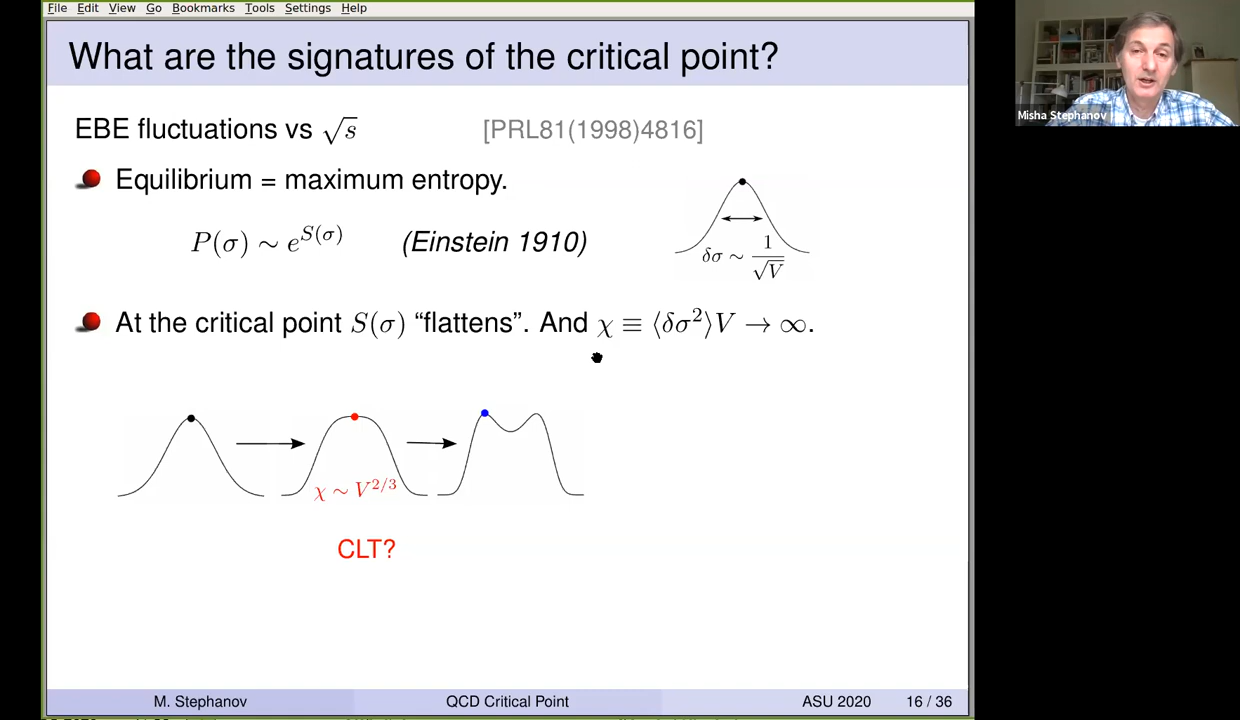 File Edit View Go Bookmarks Tools Settings Help
What are the signatures of the critical point?
EBE fluctuations vs √s [PRL81(1998)4816]
Equilibrium = maximum entropy.
P(σ) ∼ e^{S(σ)} (Einstein 1910)
δσ ∼ 1/√V
At the critical point S(σ) “flattens”. And χ ≡ ⟨δσ²⟩V → ∞.
χ ∼ V^{2/3}
CLT?
M. Stephanov QCD Critical Point ASU 2020 16 / 36
Misha Stephanov